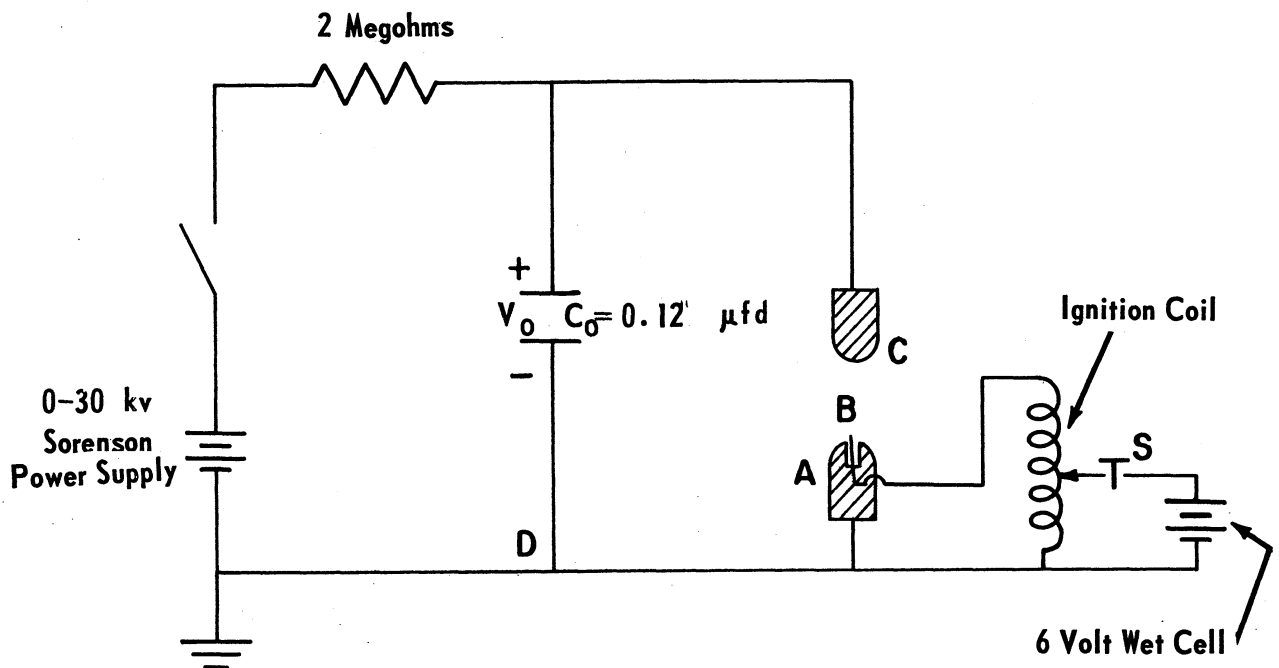 2 Megohms
+
V₀ C₀= 0.12 μfd
−
C
Ignition Coil
0-30 kv
Sorenson
Power Supply
B
A
S
D
6 Volt Wet Cell